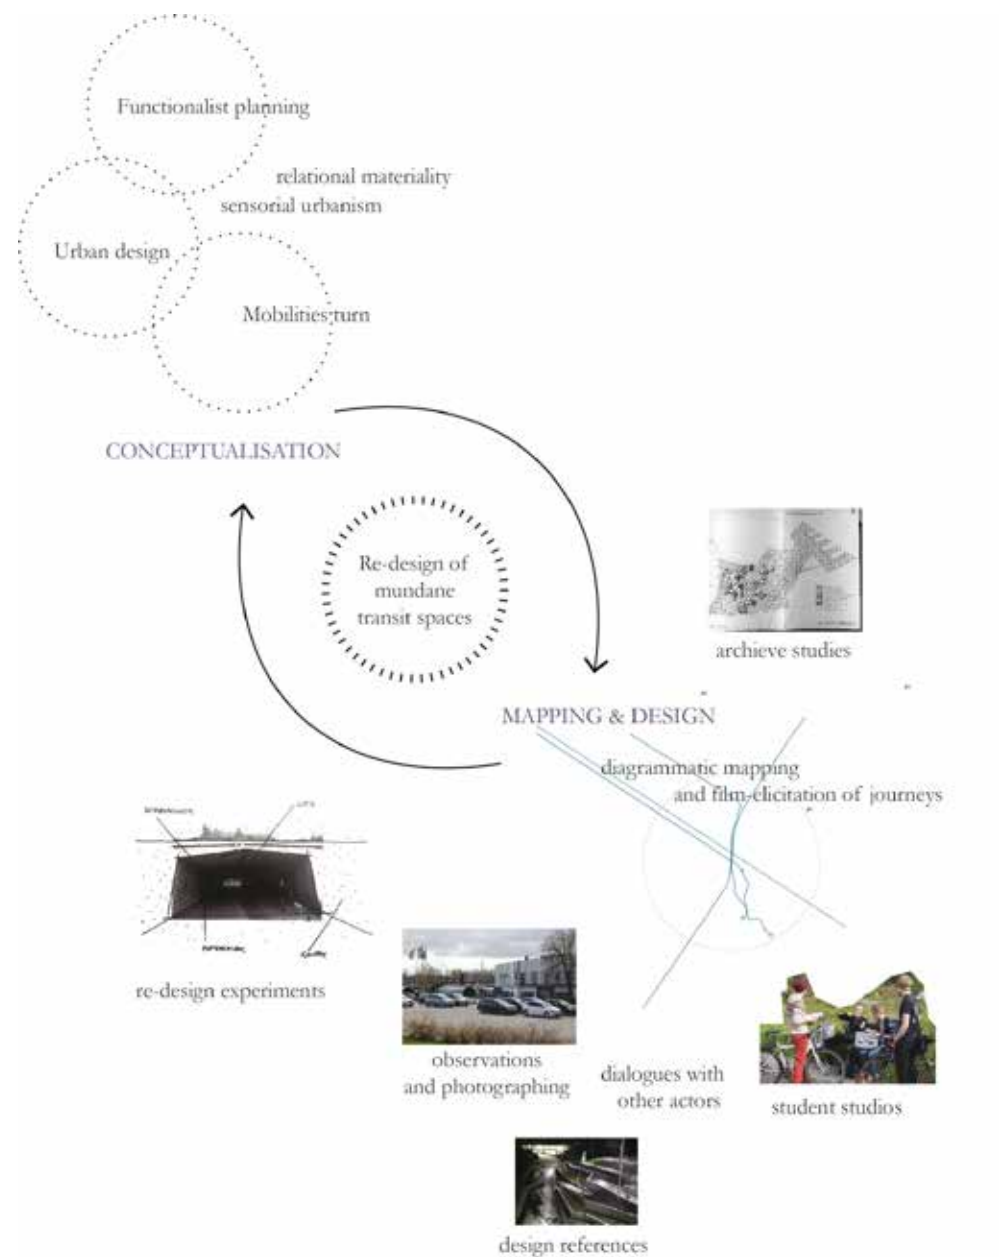 Functionalist planning
relational materiality
sensorial urbanism
Urban design
Mobilities turn
CONCEPTUALISATION
Re-design of
mundane
transit spaces
archieve studies
MAPPING & DESIGN
diagrammatic mapping
and film-elicitation of journeys
re-design experiments
observations
and photographing
dialogues with
other actors
student studios
design references